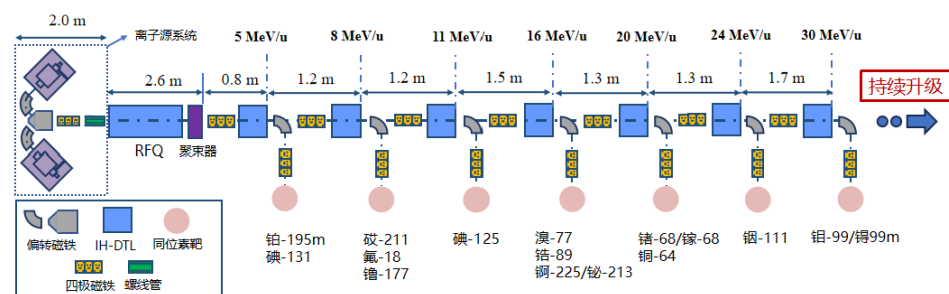 2.0 m
离子源系统
5 MeV/u
8 MeV/u
11 MeV/u
16 MeV/u
20 MeV/u
24 MeV/u
30 MeV/u
2.6 m
0.8 m
1.2 m
1.2 m
1.5 m
1.3 m
1.3 m
1.7 m
持续升级
RFQ
聚束器
偏转磁铁
IH-DTL
同位素靶
四极磁铁
螺线管
铂-195m
碘-131
砹-211
氟-18
镥-177
碘-125
溴-77
锆-89
锕-225/铋-213
锗-68/镓-68
铜-64
铟-111
钼-99/锝99m